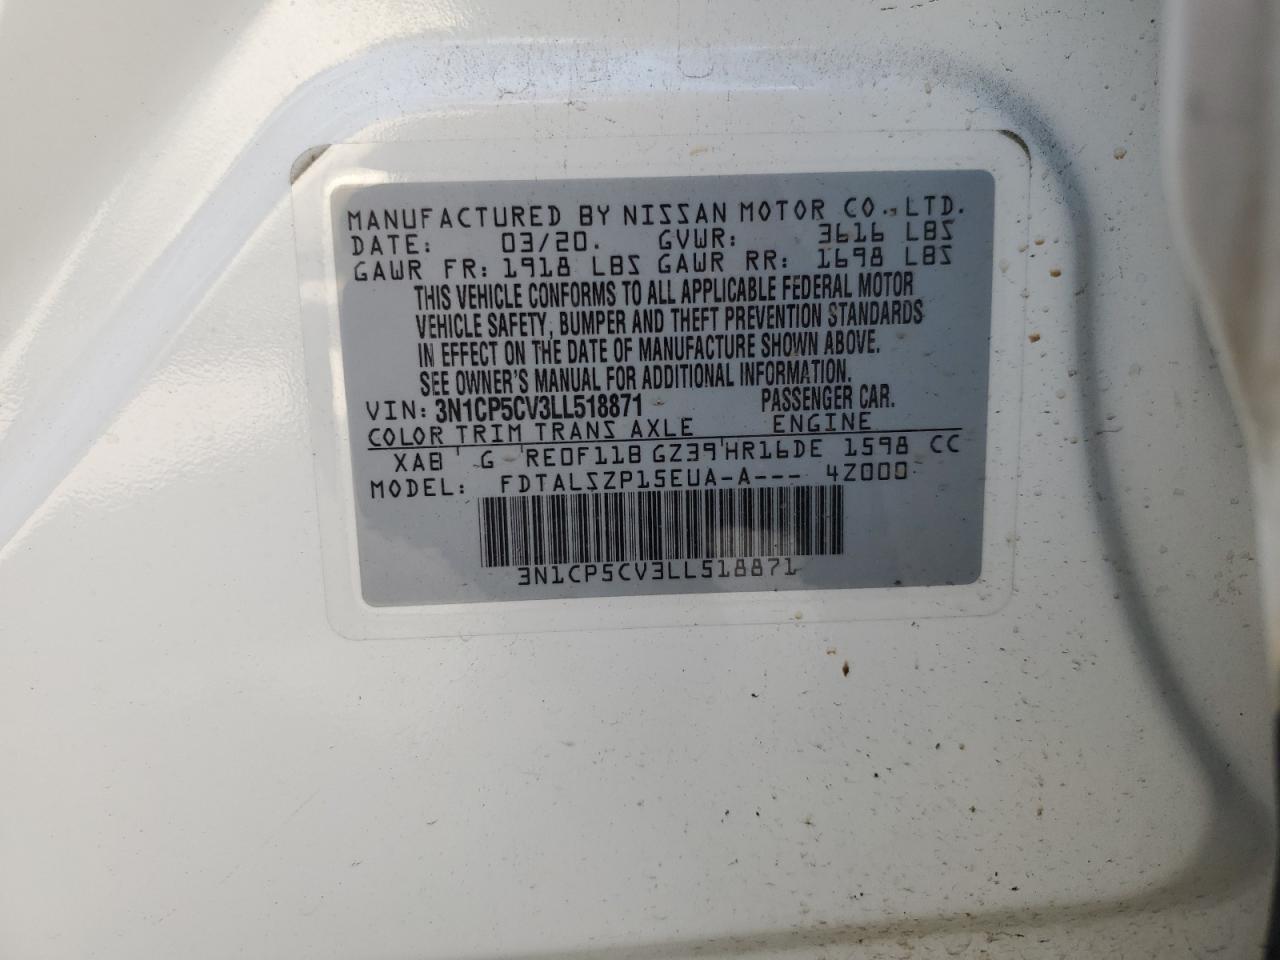 MANUFACTURED BY NISSAN MOTOR CO.,LTD.
DATE: 03/20. GVWR: 3616 LBS
GAWR FR: 1918 LBS GAWR RR: 1698 LBS
THIS VEHICLE CONFORMS TO ALL APPLICABLE FEDERAL MOTOR
VEHICLE SAFETY, BUMPER AND THEFT PREVENTION STANDARDS
IN EFFECT ON THE DATE OF MANUFACTURE SHOWN ABOVE.
SEE OWNER'S MANUAL FOR ADDITIONAL INFORMATION.
VIN: 3N1CP5CV3LL518871 PASSENGER CAR.
COLOR TRIM TRANS AXLE ENGINE
XAB G RE0F11B GZ39 HR16DE 1598 CC
MODEL: FDTALSZP15EUA-A--- 4Z000
3N1CP5CV3LL518871